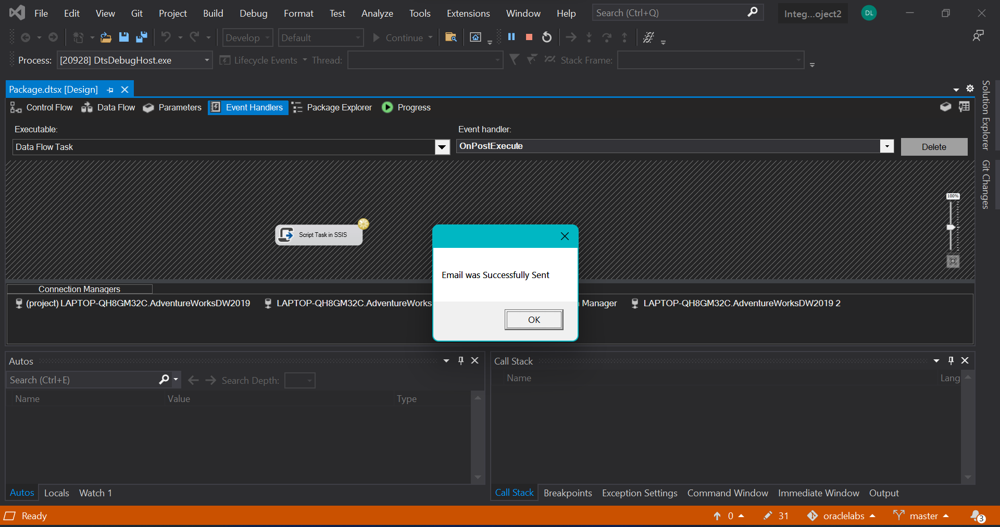 File Edit View Git Project Build Debug Format Test Analyze Tools Extensions Window Help Search (Ctrl+Q) Integ...oject2 DL
Develop Default Continue
Process: [20928] DtsDebugHost.exe Lifecycle Events Thread: Stack Frame:
Package.dtsx [Design]
Control Flow Data Flow Parameters Event Handlers Package Explorer Progress
Executable: Event handler:
Data Flow Task OnPostExecute Delete
100%
Script Task in SSIS
Email was Successfully Sent
OK
Connection Managers
(project) LAPTOP-QH8GM32C.AdventureWorksDW2019 LAPTOP-QH8GM32C.AdventureWorks Manager LAPTOP-QH8GM32C.AdventureWorksDW2019 2
Solution Explorer
Git Changes
Autos
Search (Ctrl+E) Search Depth:
Name Value Type
Autos Locals Watch 1
Call Stack
Name Lang
Call Stack Breakpoints Exception Settings Command Window Immediate Window Output
Ready 0 31 oraclelabs master 3